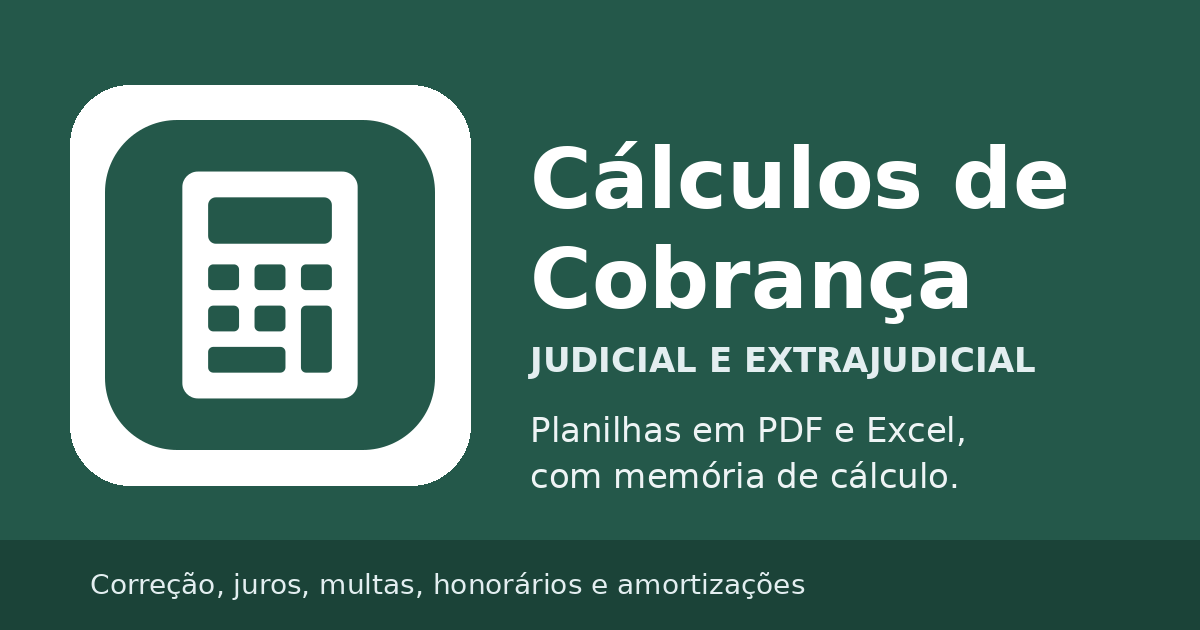 Cálculos de
Cobrança
JUDICIAL E EXTRAJUDICIAL
Planilhas em PDF e Excel,
com memória de cálculo.
Correção, juros, multas, honorários e amortizações